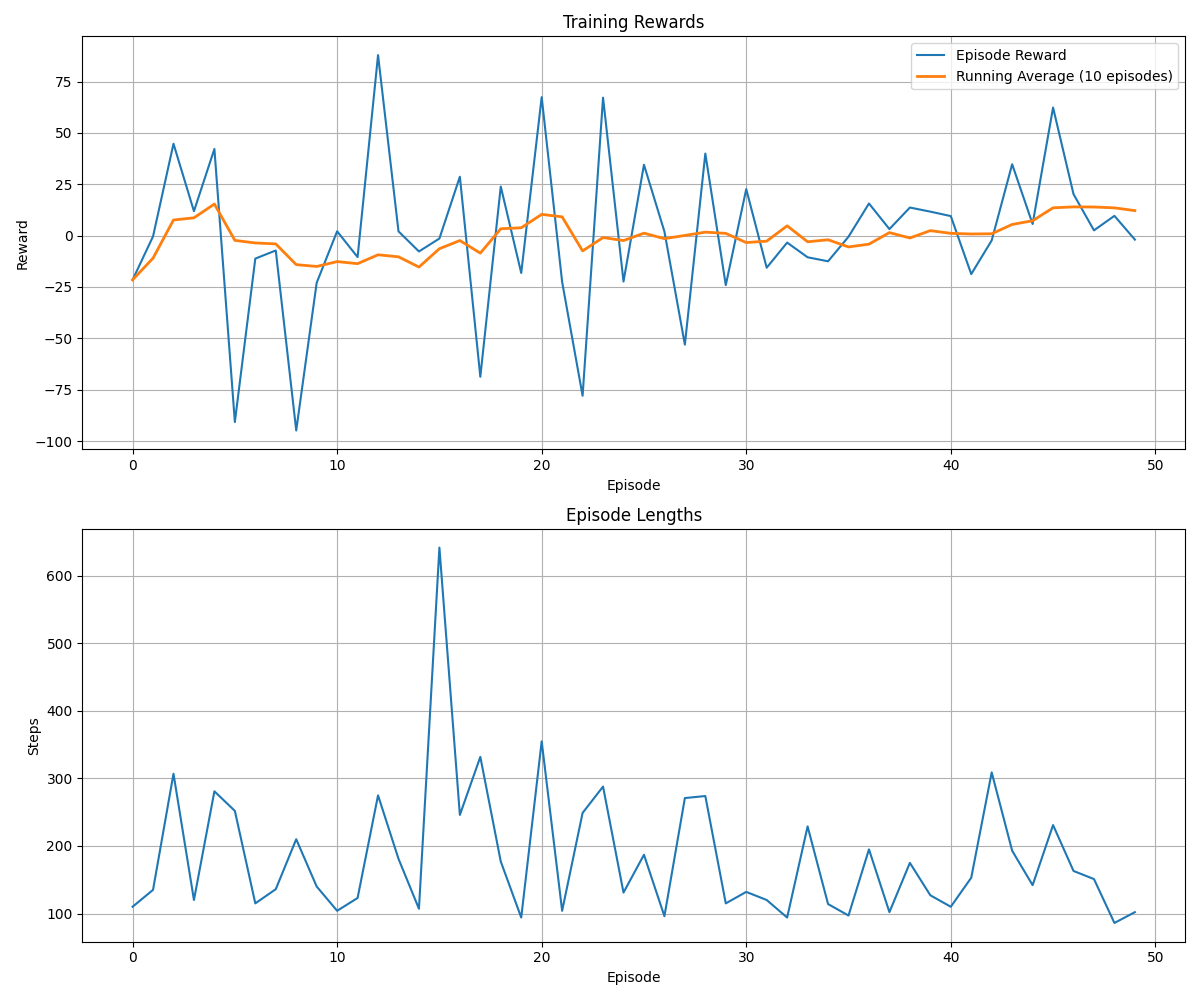 Training Rewards
Episode Reward
Running Average (10 episodes)
Reward
75
50
25
0
−25
−50
−75
−100
0 10 20 30 40 50
Episode
Episode Lengths
Steps
600
500
400
300
200
100
0 10 20 30 40 50
Episode